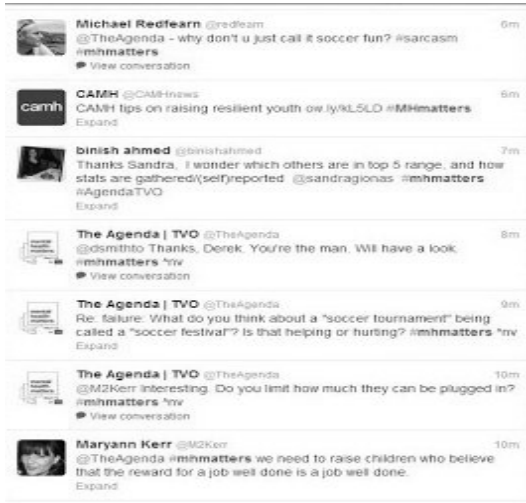 Michael Redfearn @redfearn 6m
@TheAgenda - why don't u just call it soccer fun? #sarcasm
#mhmatters
View conversation
camh
CAMH @CAMHnews 6m
CAMH tips on raising resilient youth ow.ly/kL5LD #MHmatters
Expand
binish ahmed @binishahmed 7m
Thanks Sandra, I wonder which others are in top 5 range, and how
stats are gathered/(self)reported @sandragionas #mhmatters
#AgendaTVO
Expand
The Agenda | TVO @TheAgenda 8m
@dsmithto Thanks, Derek. You're the man. Will have a look.
#mhmatters *nv
View conversation
The Agenda | TVO @TheAgenda 9m
Re: failure: What do you think about a "soccer tournament" being
called a "soccer festival"? Is that helping or hurting? #mhmatters *nv
Expand
The Agenda | TVO @TheAgenda 10m
@M2Kerr Interesting. Do you limit how much they can be plugged in?
#mhmatters *nv
View conversation
Maryann Kerr @M2Kerr 10m
@TheAgenda #mhmatters we need to raise children who believe
that the reward for a job well done is a job well done.
Expand